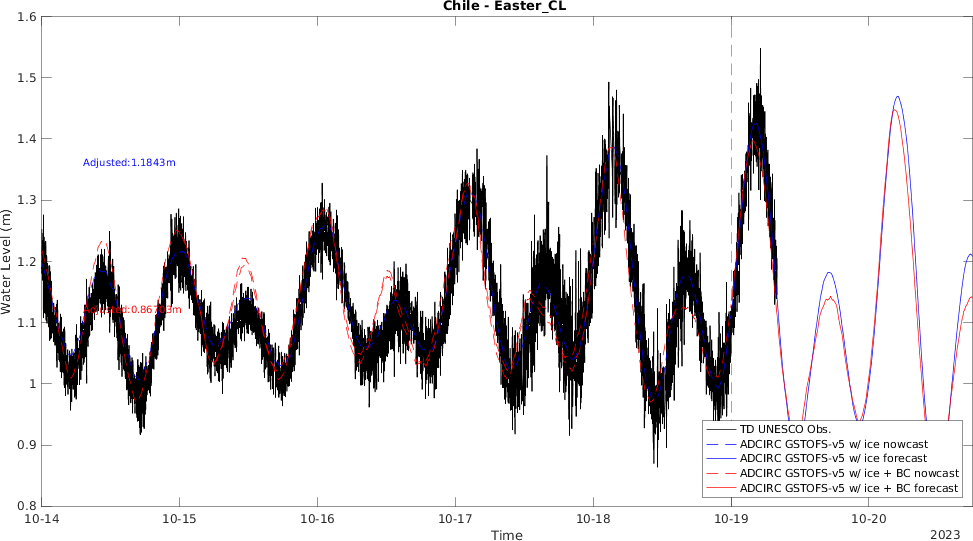 Chile - Easter_CL
1.6
1.5
1.4
1.3
1.2
1.1
1
0.9
0.8
Water Level (m)
Adjusted:1.1843m
10-14
10-15
10-16
10-17
10-18
10-19
10-20
Time
2023
TD UNESCO Obs.
ADCIRC GSTOFS-v5 w/ ice nowcast
ADCIRC GSTOFS-v5 w/ ice forecast
ADCIRC GSTOFS-v5 w/ ice + BC nowcast
ADCIRC GSTOFS-v5 w/ ice + BC forecast